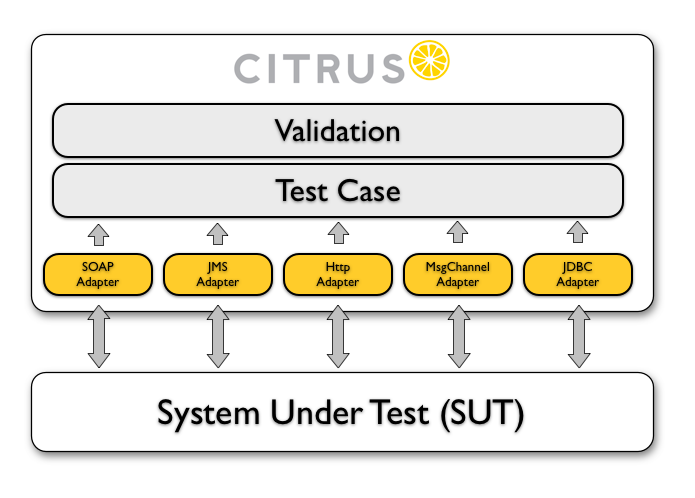 CITRUS
Validation
Test Case
SOAP
Adapter
JMS
Adapter
Http
Adapter
MsgChannel
Adapter
JDBC
Adapter
System Under Test (SUT)